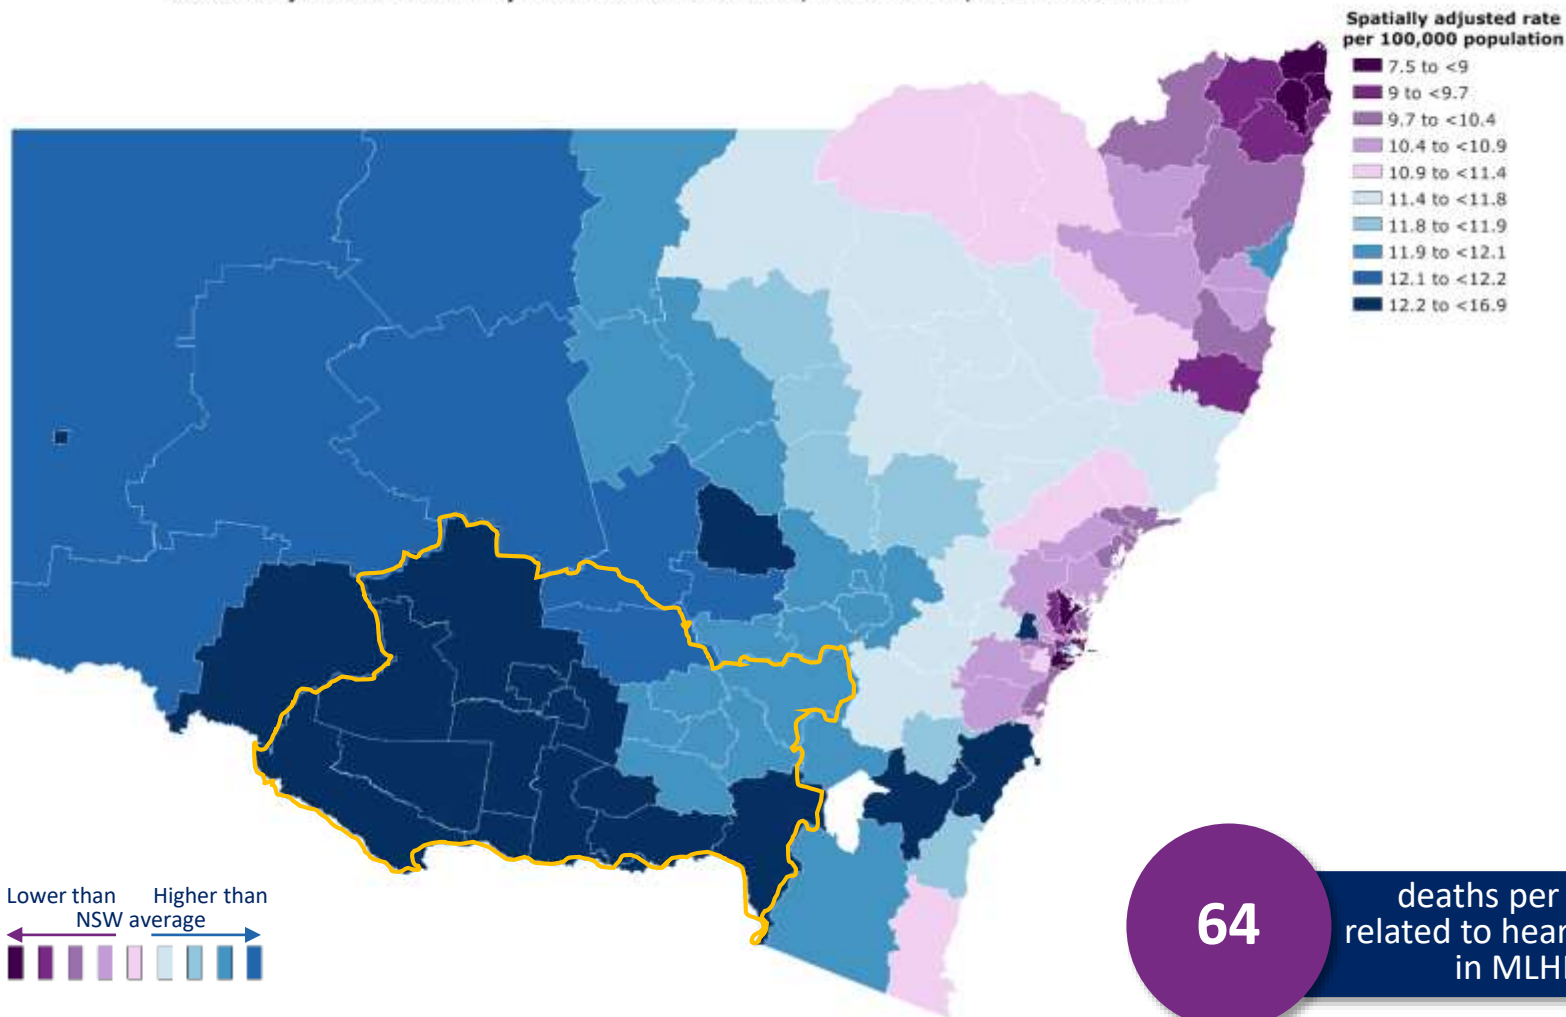 Spatially adjusted rate
per 100,000 population
7.5 to <9
9 to <9.7
9.7 to <10.4
10.4 to <10.9
10.9 to <11.4
11.4 to <11.8
11.8 to <11.9
11.9 to <12.1
12.1 to <12.2
12.2 to <16.9
Lower than Higher than
NSW average
64
deaths per
related to hear
in MLH